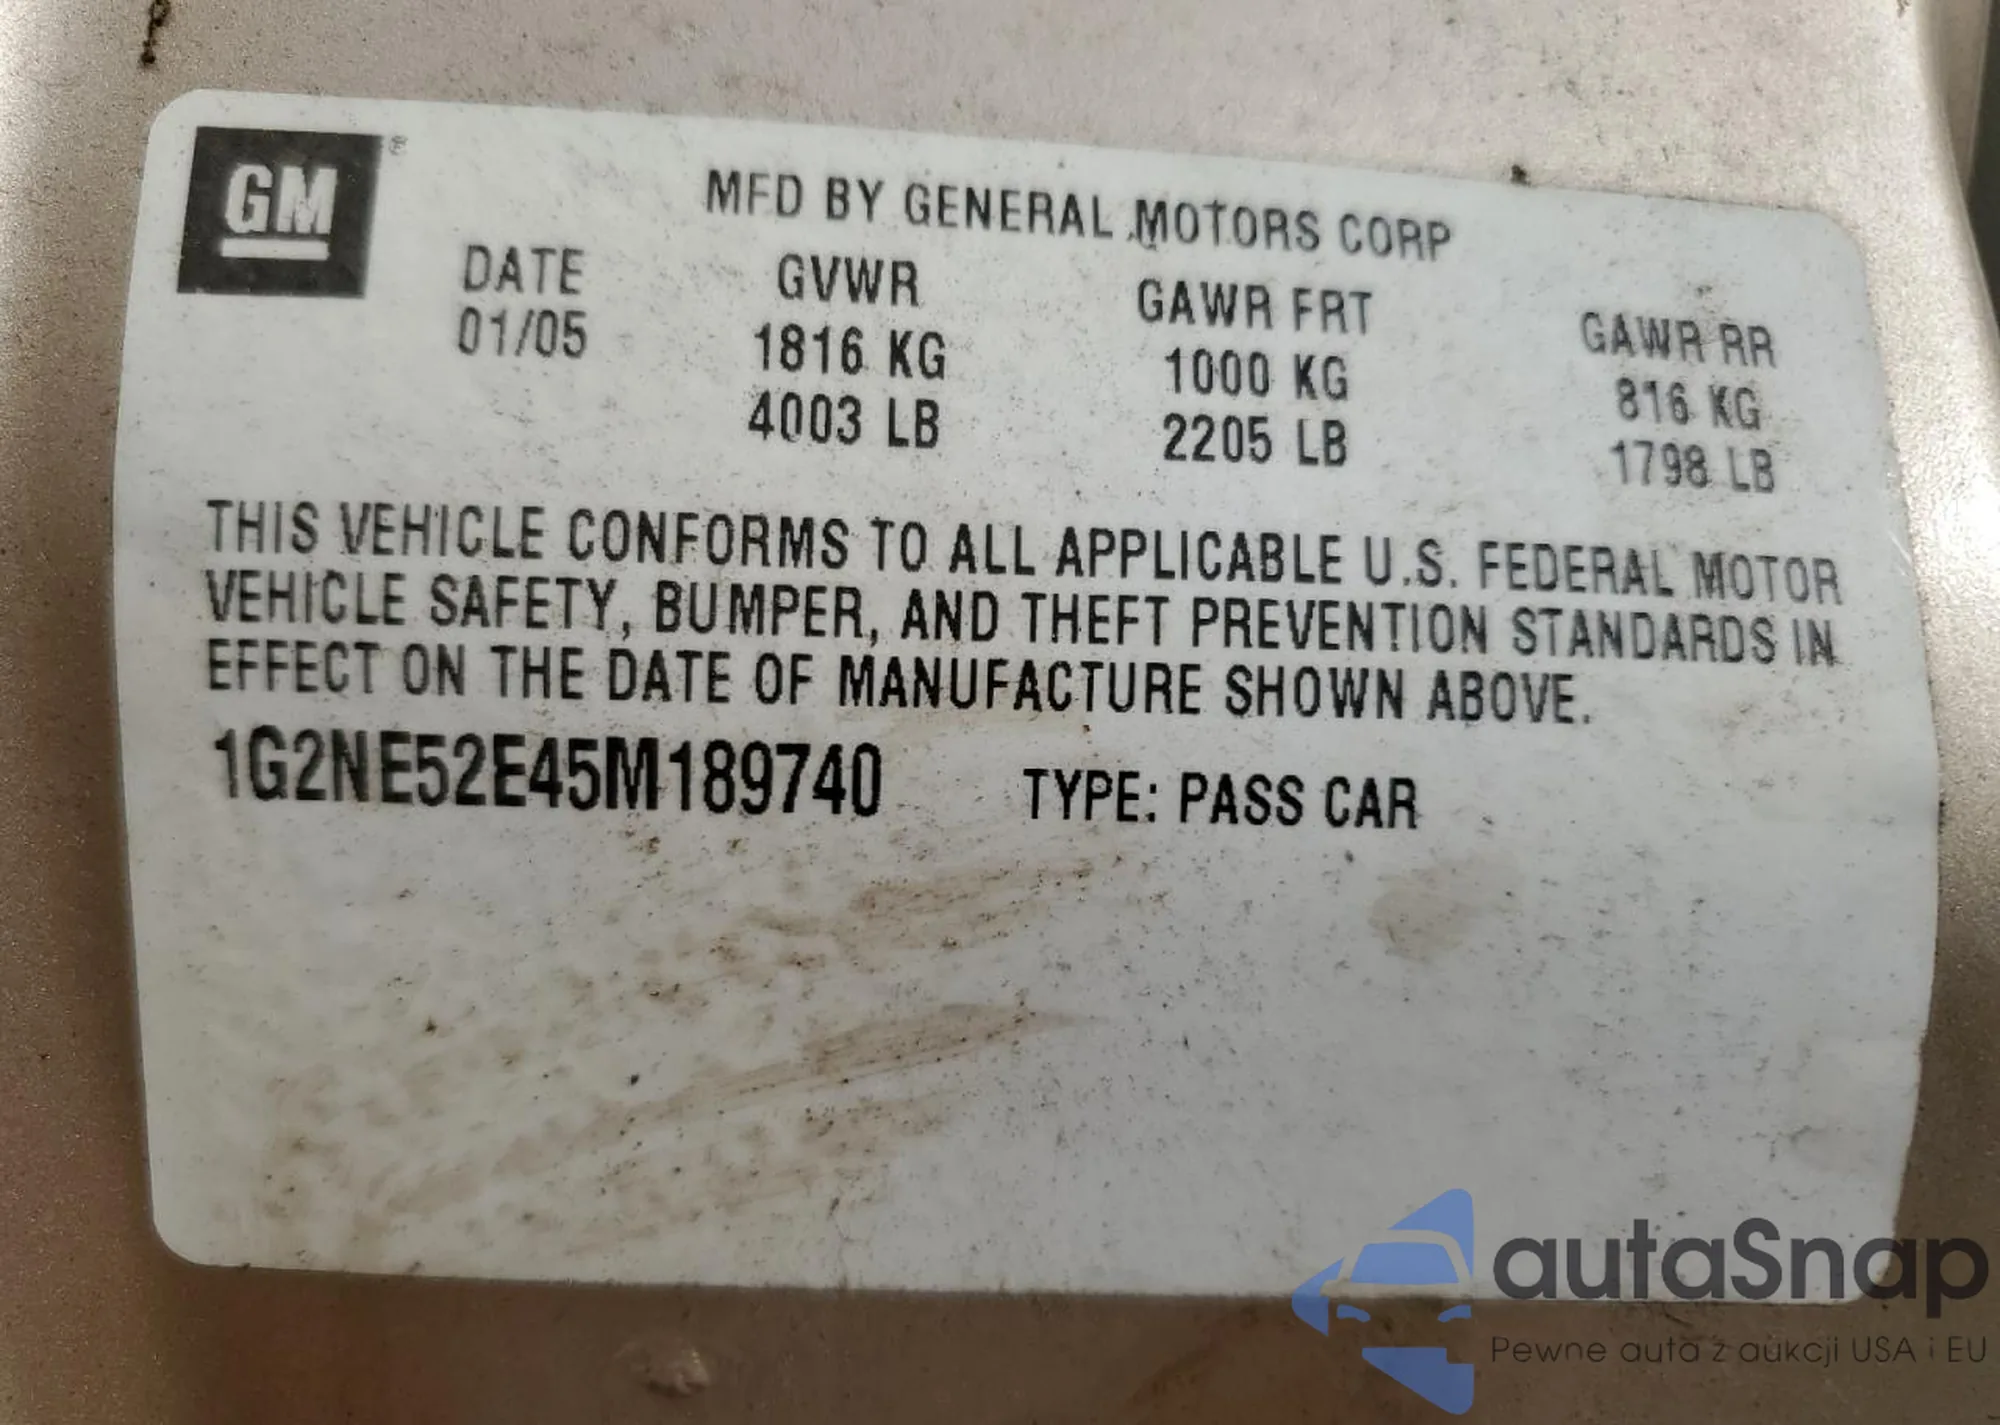 GM ®
MFD BY GENERAL MOTORS CORP
DATE GVWR GAWR FRT GAWR RR
01/05 1816 KG 1000 KG 816 KG
4003 LB 2205 LB 1798 LB
THIS VEHICLE CONFORMS TO ALL APPLICABLE U.S. FEDERAL MOTOR
VEHICLE SAFETY, BUMPER, AND THEFT PREVENTION STANDARDS IN
EFFECT ON THE DATE OF MANUFACTURE SHOWN ABOVE.
1G2NE52E45M189740 TYPE: PASS CAR
autaSnap
Pewne auta z aukcji USA i EU